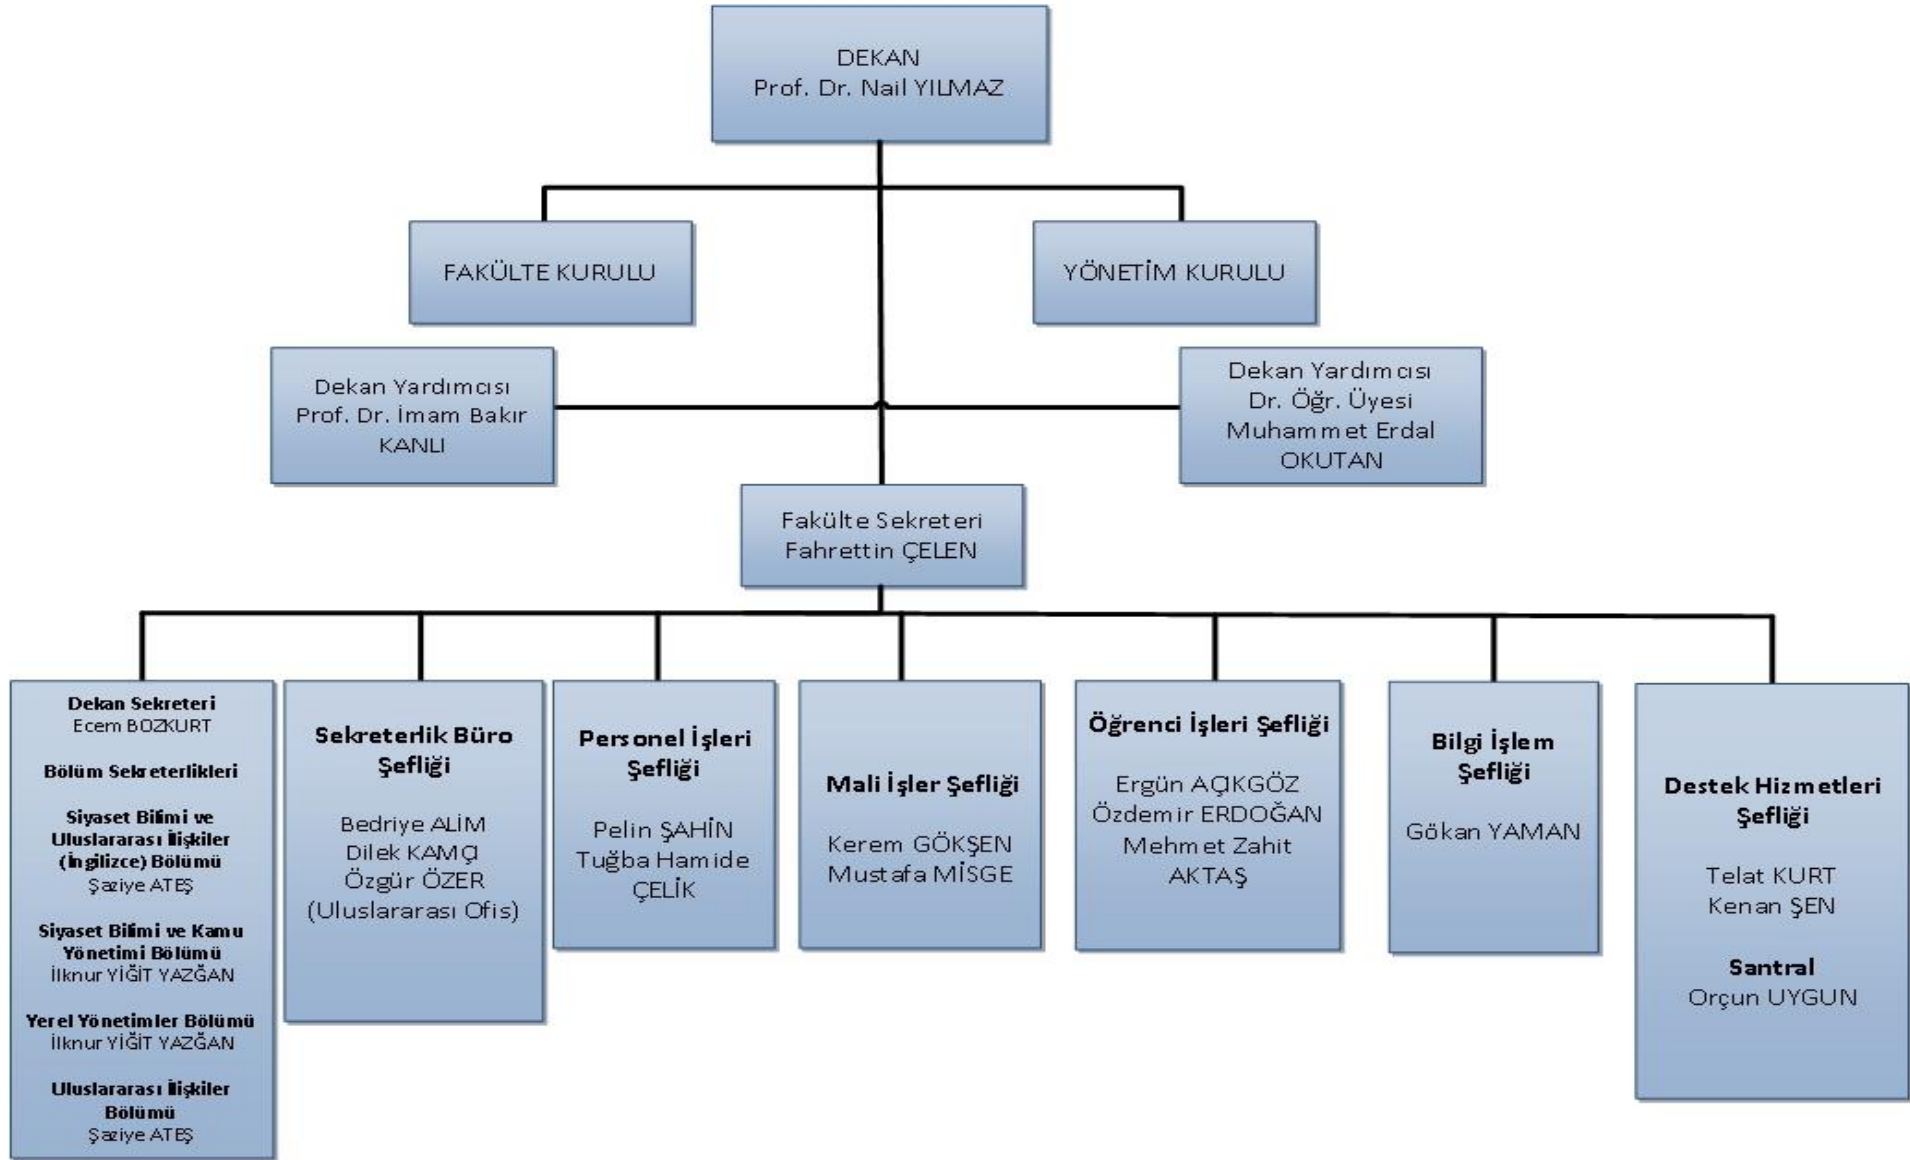 DEKAN
Prof. Dr. Nail YILMAZ
FAKÜLTE KURULU
YÖNETİM KURULU
Dekan Yardımcısı
Prof. Dr. İmam Bakır
KANLI
Dekan Yardımcısı
Dr. Öğr. Üyesi
Muhammet Erdal
OKUTAN
Fakülte Sekreteri
Fahrettin ÇELEN
Dekan Sekreteri
Ecem BOZKURT
Bölüm Sekreterlikleri
Siyaset Bilimi ve
Uluslararası İlişkiler
(İngilizce) Bölümü
Şaziye ATEŞ
Siyaset Bilimi ve Kamu
Yönetimi Bölümü
İlknur YİĞİT YAZĞAN
Yerel Yönetimler Bölümü
İlknur YİĞİT YAZĞAN
Uluslararası İlişkiler
Bölümü
Şaziye ATEŞ
Sekreterlik Büro
Şefliği
Bedriye ALİM
Dilek KAMÇI
Özgür ÖZER
(Uluslararası Ofis)
Personel İşleri
Şefliği
Pelin ŞAHİN
Tuğba Hamide
ÇELİK
Mali İşler Şefliği
Kerem GÖKŞEN
Mustafa MİSGE
Öğrenci İşleri Şefliği
Ergün AÇIKGÖZ
Özdemir ERDOĞAN
Mehmet Zahit
AKTAŞ
Bilgi İşlem
Şefliği
Gökan YAMAN
Destek Hizmetleri
Şefliği
Telat KURT
Kenan ŞEN
Santral
Orçun UYGUN